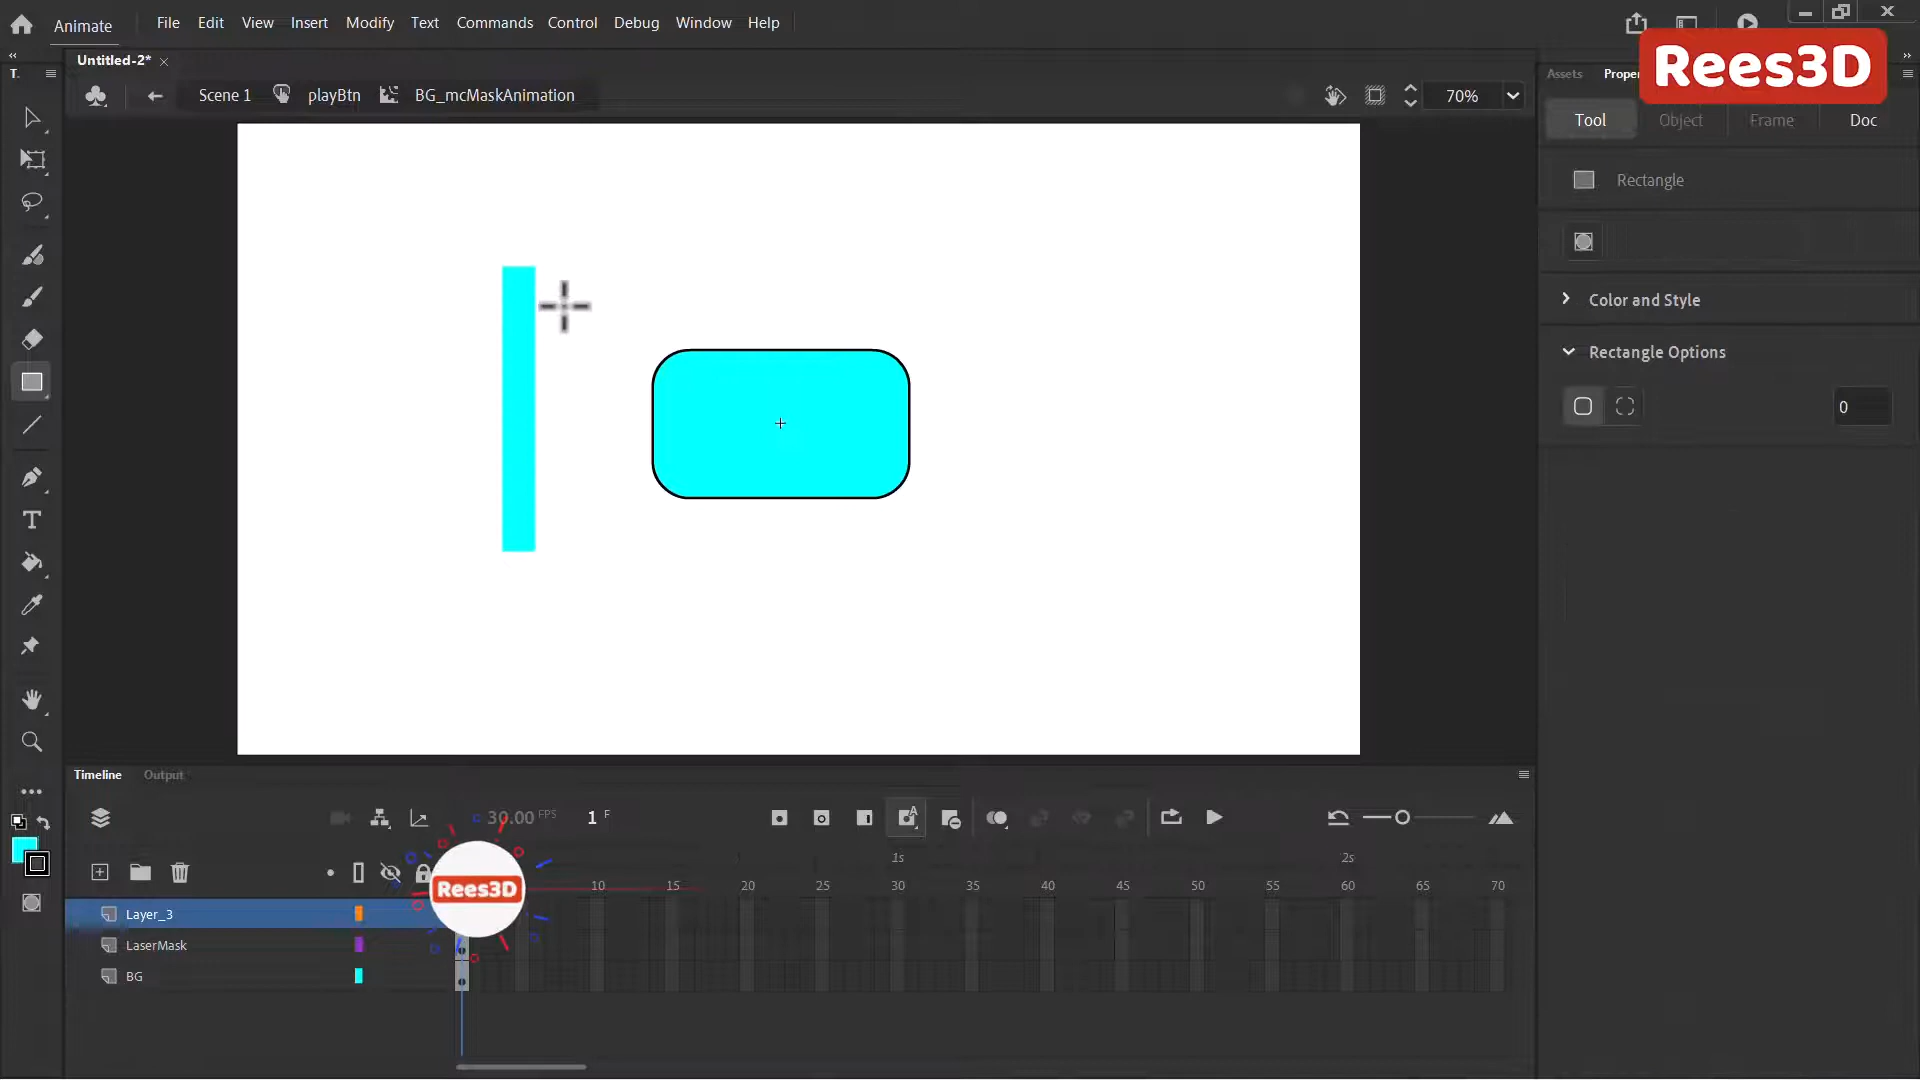 Animate File Edit View Insert Modify Text Commands Control Debug Window Help
Rees3D
Untilted-2*
T.
Scene 1 playBtn BG_mcMaskAnimation 70%
Assets Proper
Tool Object Frame Doc
Rectangle
Color and Style
Rectangle Options
0
Timeline Output
30.00 FPS 1 F
1s 2s
10 15 20 25 30 35 40 45 50 55 60 65 70
Rees3D
Layer_3
LaserMask
BG